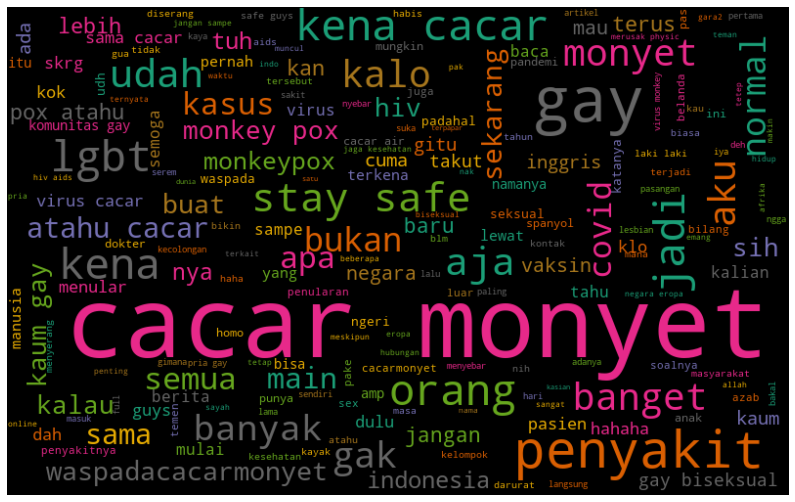 diserang
jangan sampe
lebih
sama cacar
kaya
aids
safe guys
habis
artikel
gara2
pertama
ada
gua
tidak
muncul
tuh
kena cacar
mau
terus
pas
merusak physic
teman
itu
skrg
pernah
waktu
indo
mungkin
baca
pandemi
monyet
belanda
virus monkey
tetap
kok
udh
udah
tersebut
kan
kalo
pak
juga
gay
kau
ini
makin
normal
pox atahu
ternyata
kasus
sakit
virus
hiv
nyebar
padahal
sekarang
tahun
biasa
deh
komunitas gay
semoga
monkey pox
suka
terpapar
cacar air
gitu
laki laki
iya
lgbt
serem
monkeypox
jaga kesehatan
cuma
takut
inggris
katanya
terjadi
hidup
hiv aids
dunia
waspada
satu
terkena
namanya
pasangan
afrika
pria
virus cacar
buat
stay safe
nak
seksual
aku
lesbian
ngga
atahu cacar
bikin
sampe
biseksual
baru
lewat
spanyol
covid
bilang
jadi
emang
dokter
kecolongan
bukan
blm
kontak
klo
mana
sih
kena
nya
terkait
apa
beberapa
negara
lalu
aja
vaksin
kalian
manusia
menular
yang
luar
paling
tahu
negara eropa
kaum gay
penularan
haha
cacar monyet
menyerang
homo
ngeri
meskipun
eropa
penting
gimana
pria gay
tetap
bisa
hubungan
adanya
soalnya
semua
main
pake
cacarmonyet
menyebar
nih
masyarakat
allah
kalau
full
berita
punya
sendiri
amp
orang
hari
kasian
banget
azab
bakal
online
masuk
guys
temen
sayah
lama
sex
dulu
masa
nama
sangat
pasien
hahaha
anak
kaum
dah
sama
banyak
jangan
penyakit
penyakitnya
mulai
kesehatan
atahu
kayak
gak
kelompok
waspadacacarmonyet
indonesia
darurat
langsung
gay biseksual